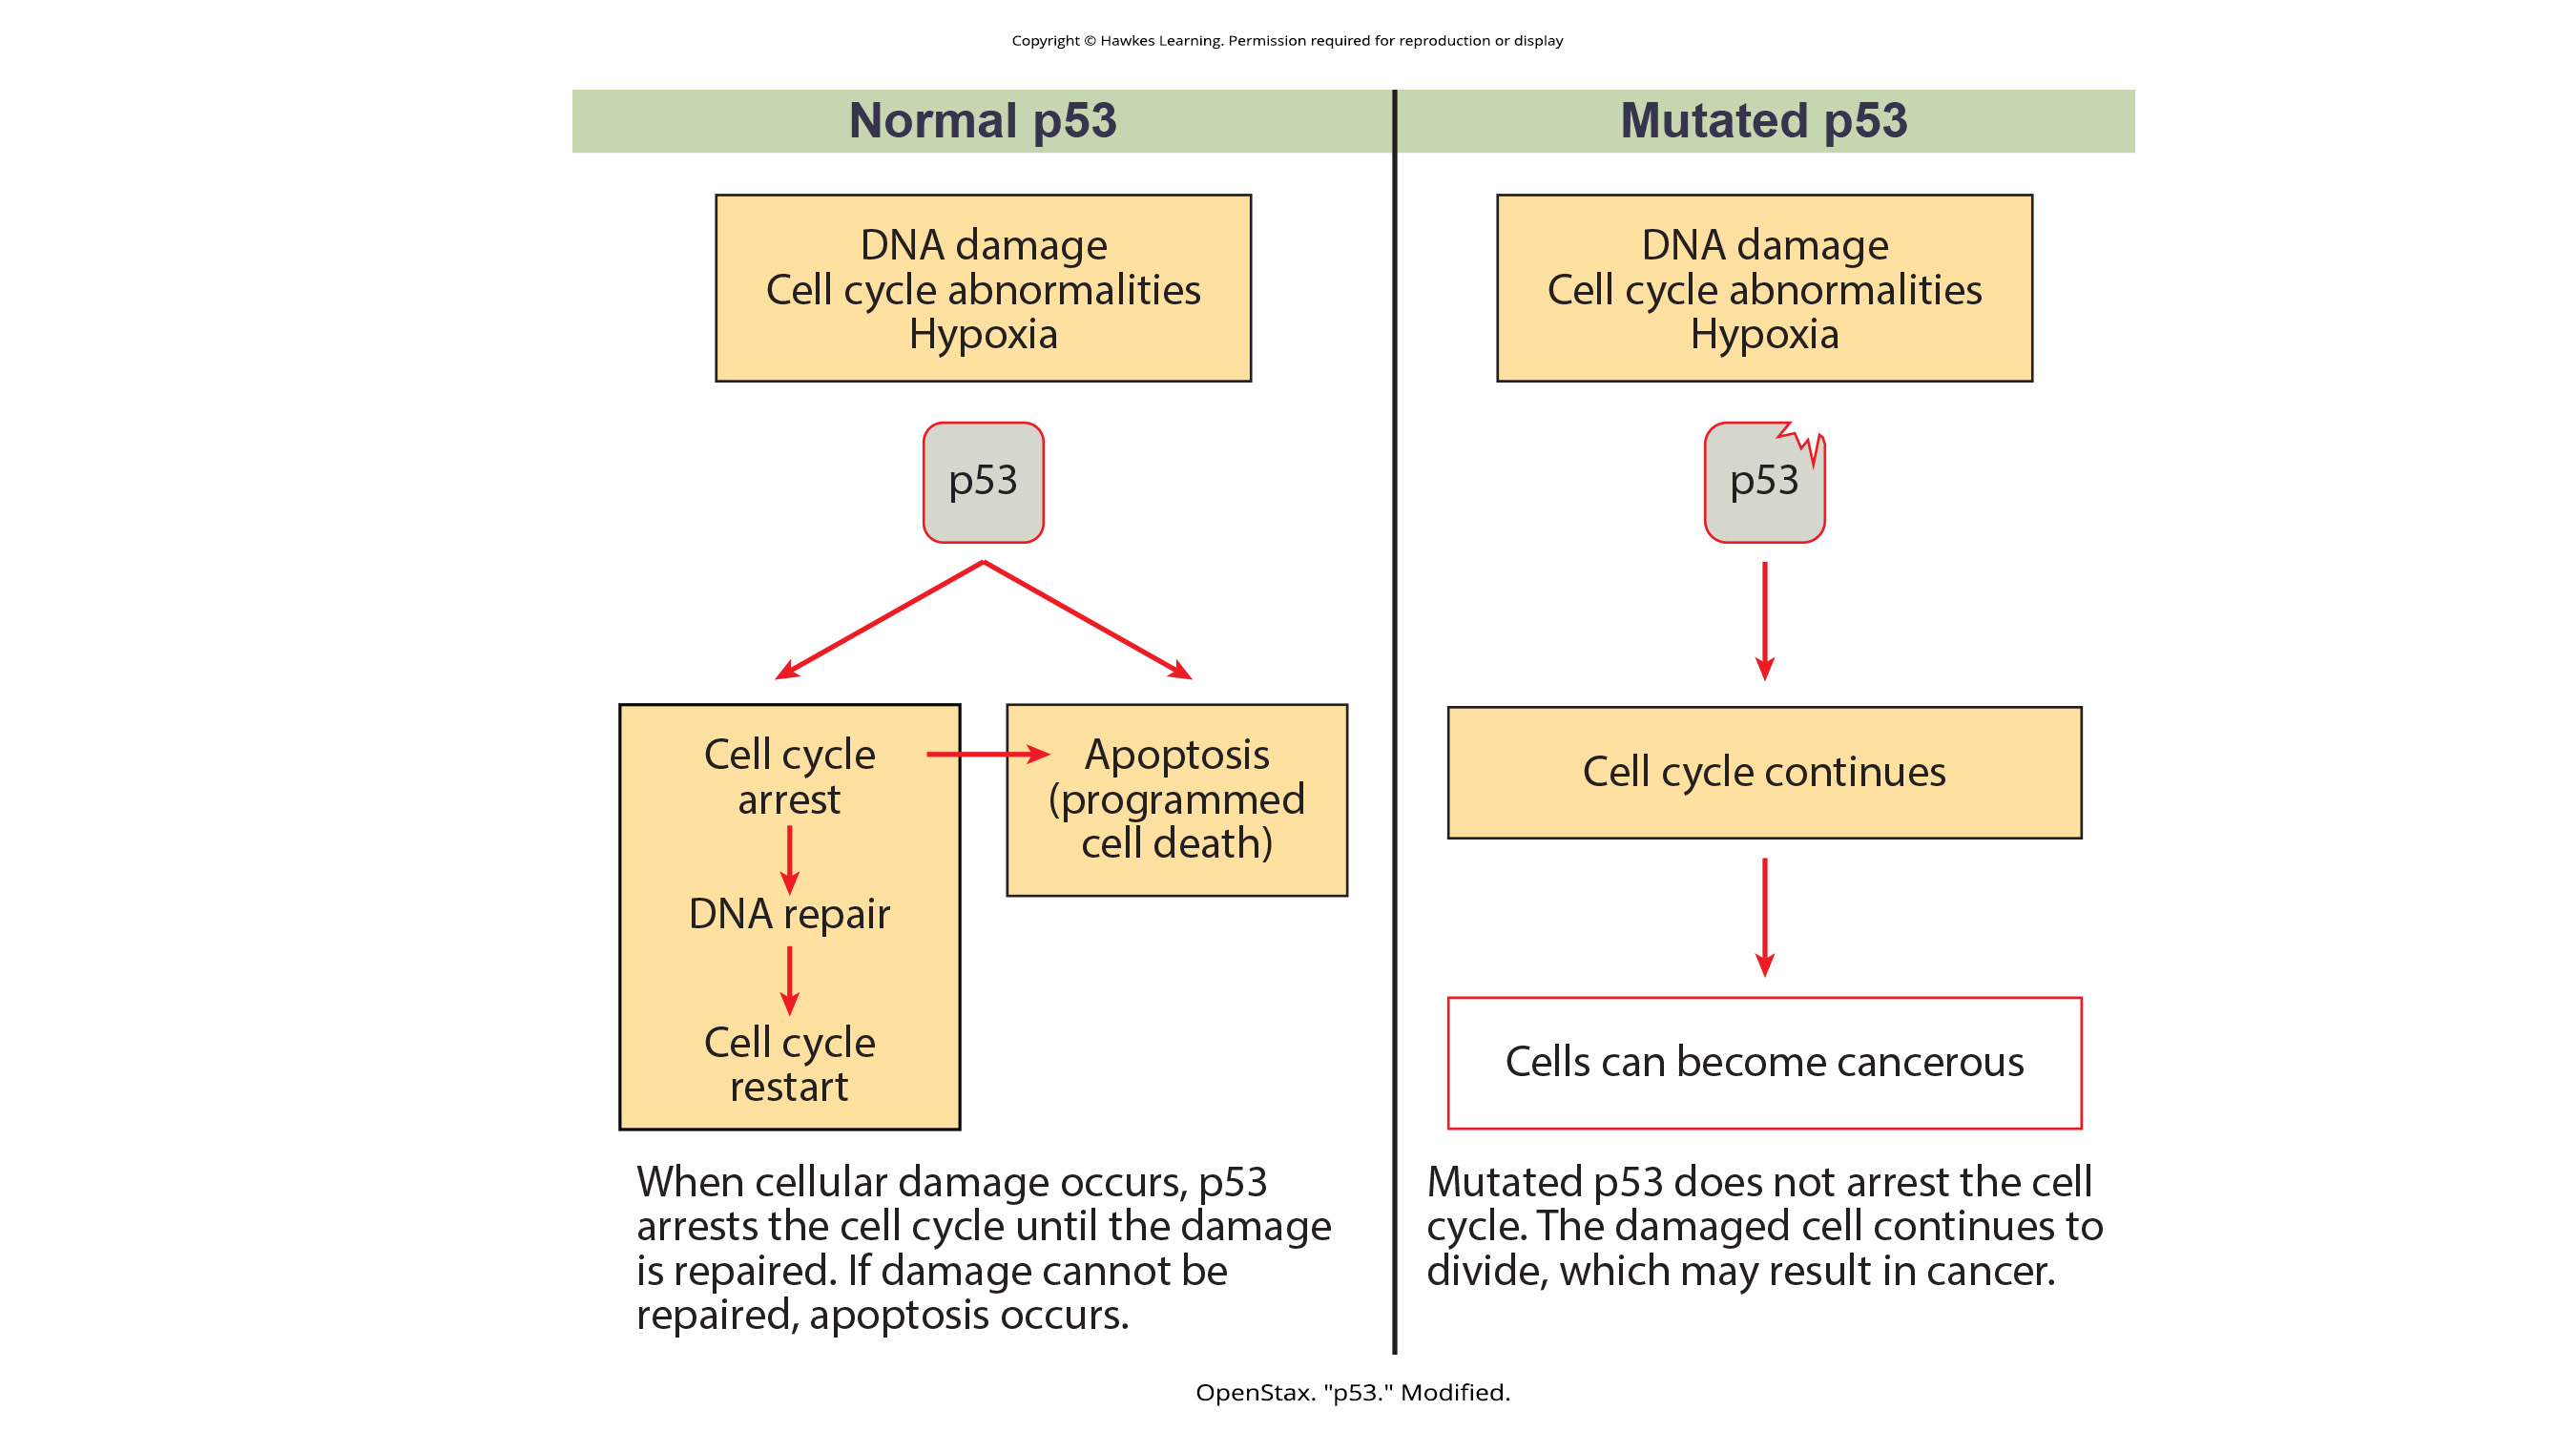 Copyright © Hawkes Learning. Permission required for reproduction or display
Normal p53
DNA damage
Cell cycle abnormalities
Hypoxia
p53
Cell cycle
arrest
DNA repair
Cell cycle
restart
Apoptosis
(programmed
cell death)
When cellular damage occurs, p53
arrests the cell cycle until the damage
is repaired. If damage cannot be
repaired, apoptosis occurs.
Mutated p53
DNA damage
Cell cycle abnormalities
Hypoxia
p53
Cell cycle continues
Cells can become cancerous
Mutated p53 does not arrest the cell
cycle. The damaged cell continues to
divide, which may result in cancer.
OpenStax. "p53." Modified.